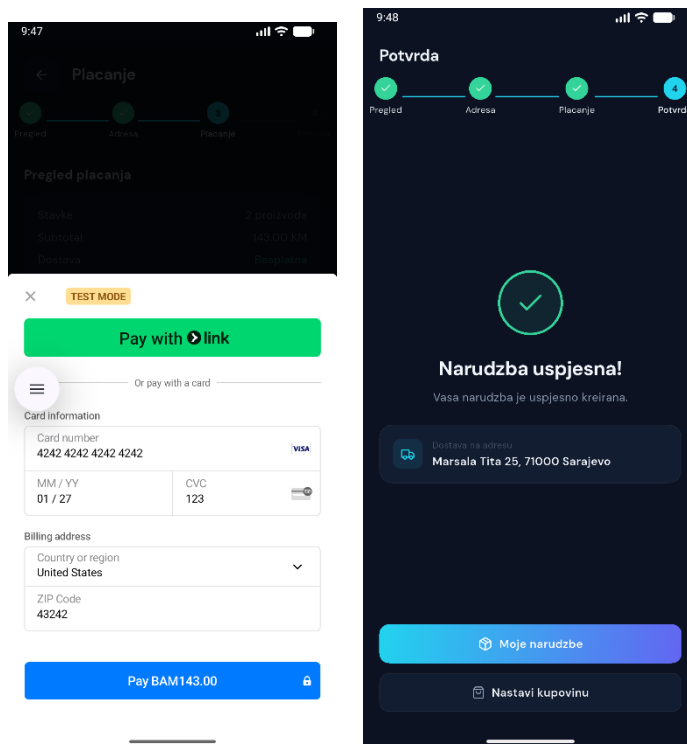 9:47
Placanje
3
4
Pregled
Adresa
Placanje
Pregled placanja
Stavke
2 proizvoda
Subtotal
143.00 KM
Dostava
Besplatna
TEST MODE
Pay with link
Or pay with a card
Card information
Card number
4242 4242 4242 4242
VISA
MM / YY
01 / 27
CVC
123
Billing address
Country or region
United States
ZIP Code
43242
Pay BAM143.00
9:48
Potvrda
4
Pregled
Adresa
Placanje
Potvrd
Narudzba uspjesna!
Vasa narudzba je uspjesno kreirana.
Dostava na adresu
Marsala Tita 25, 71000 Sarajevo
Moje narudzbe
Nastavi kupovinu